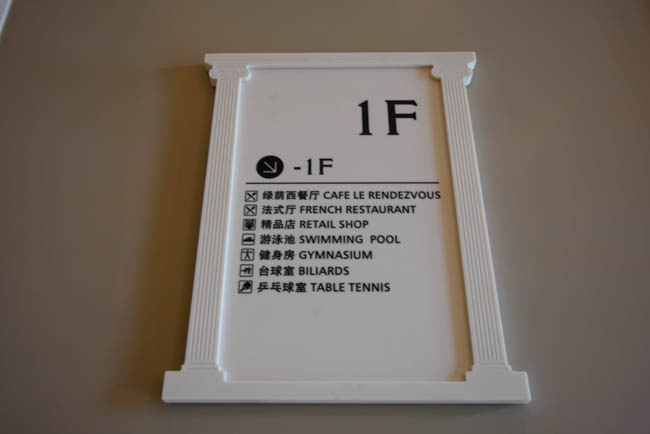 1F
-1F
绿荫西餐厅 CAFE LE RENDEZVOUS
法式厅 FRENCH RESTAURANT
精品店 RETAIL SHOP
游泳池 SWIMMING POOL
健身房 GYMNASIUM
台球室 BILIARDS
乒乓球室 TABLE TENNIS